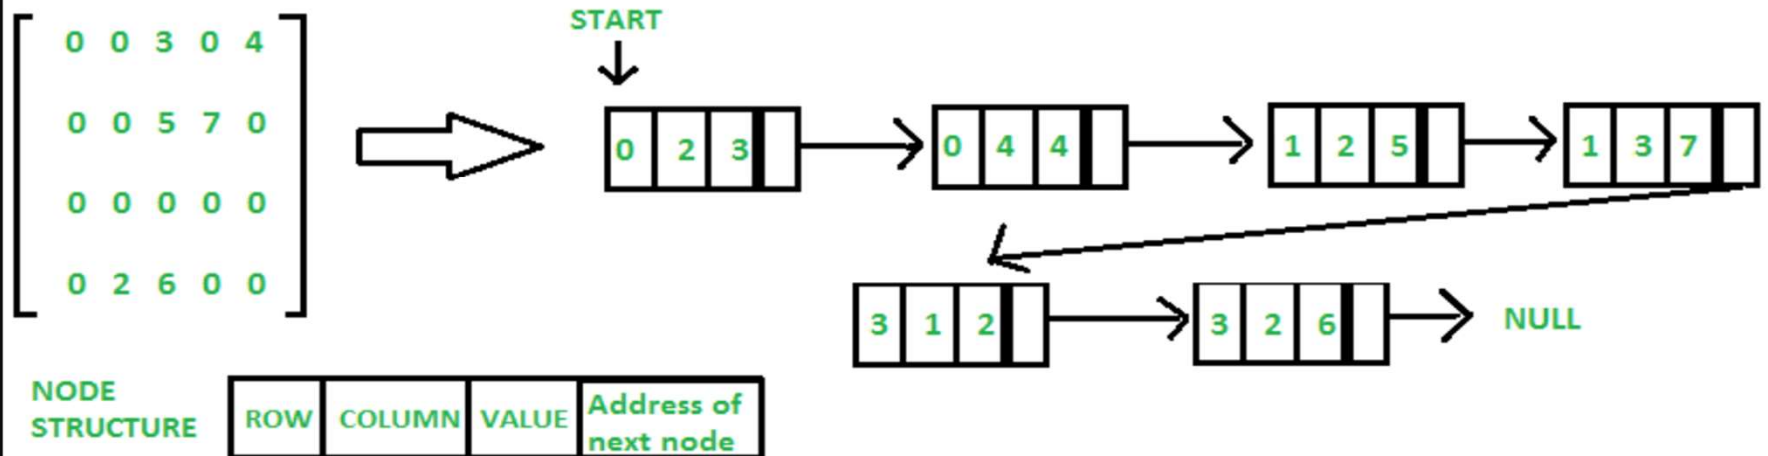 START
0 0 3 0 4
0 0 5 7 0
0 0 0 0 0
0 2 6 0 0
0 2 3
0 4 4
1 2 5
1 3 7
3 1 2
3 2 6
NULL
NODE
STRUCTURE
ROW
COLUMN
VALUE
Address of
next node